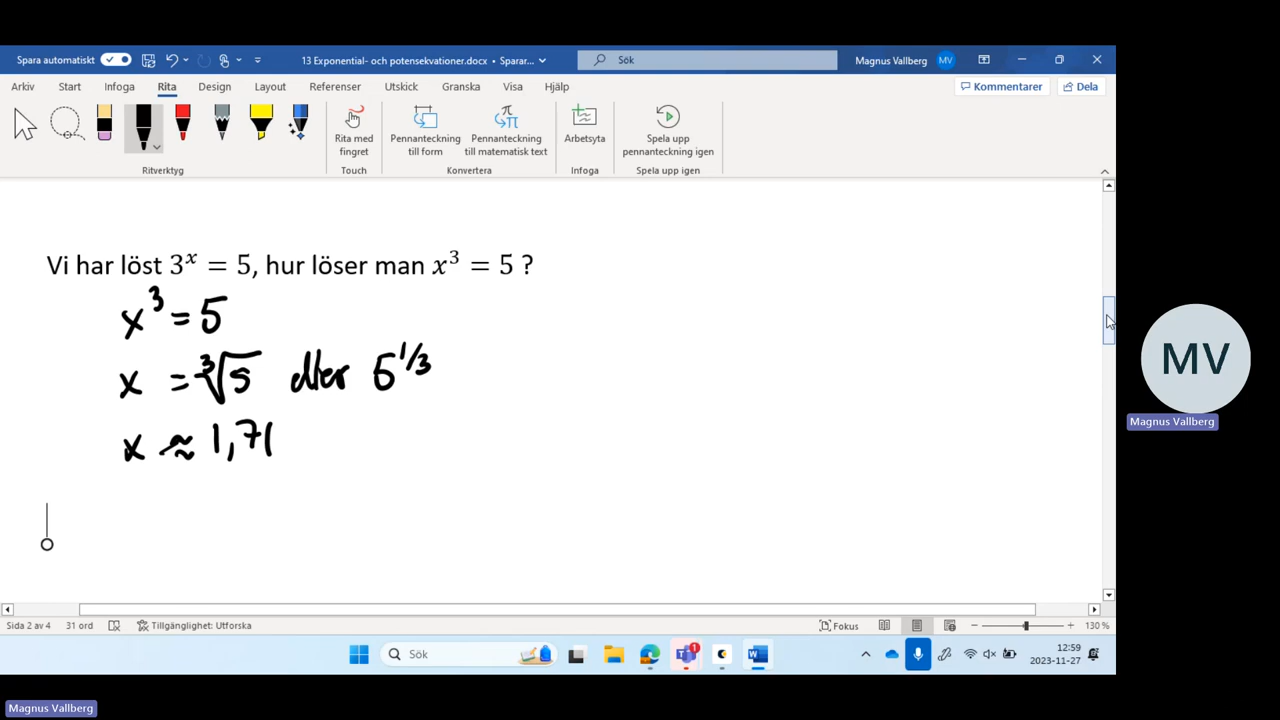 Spara automatiskt
13 Exponential- och potensekvationer.docx • Sparar...
Sök
Magnus Vallberg MV
Arkiv Start Infoga Rita Design Layout Referenser Utskick Granska Visa Hjälp
Kommentarer Dela
Rita med fingret
Pennanteckning till form
Pennanteckning till matematisk text
Arbetsyta
Spela upp pennanteckning igen
Ritverktyg Touch Konvertera Infoga Spela upp igen
Vi har löst 3ˣ = 5, hur löser man x³ = 5 ?
x³ = 5
x = ³√5 eller 5^1/3
x ≈ 1,71
MV
Magnus Vallberg
Sida 2 av 4 31 ord Tillgänglighet: Utforska Fokus 130 %
Sök
1
12:59
2023-11-27
Magnus Vallberg